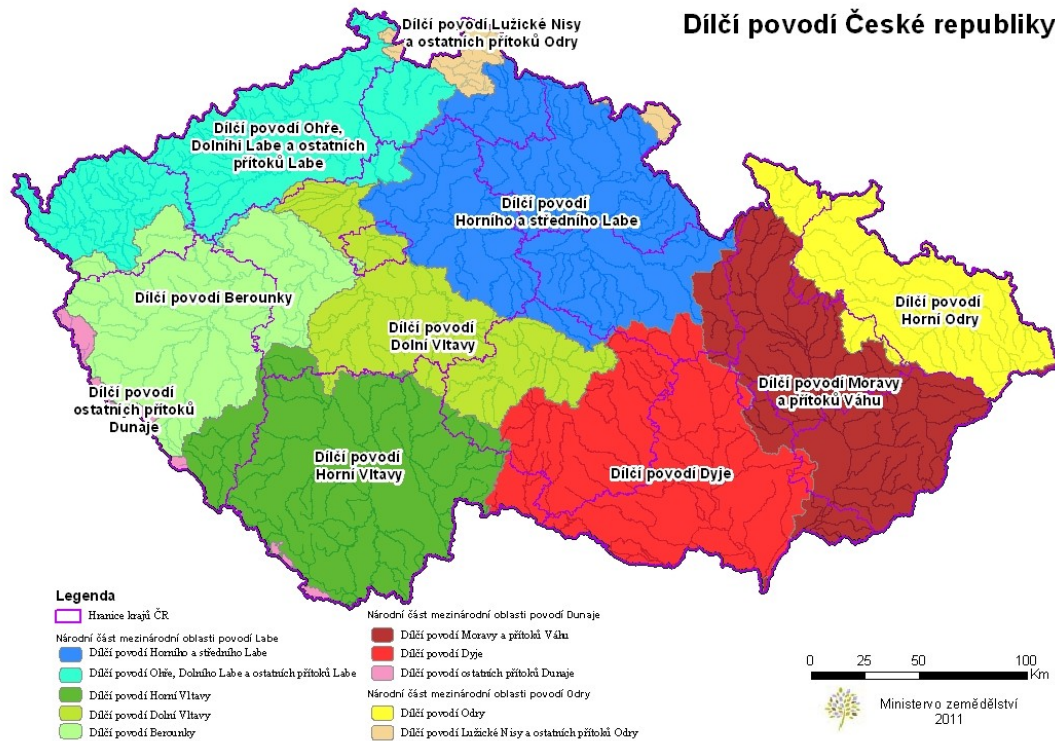 Dílčí povodí České republiky
Dílčí povodí Lužické Nisy
a ostatních přítoků Odry
Dílčí povodí Ohře,
Dolníhi Labe a ostatních
přítoků Labe
Dílčí povodí
Horního a středního Labe
Dílčí povodí Berounky
Dílčí povodí
Dolní Vltavy
Dílčí povodí
Horní Odry
Dílčí povodí
ostatních přítoků
Dunaje
Dílčí povodí Moravy
a přítoků Váhu
Dílčí povodí
Horní Vltavy
Dílčí povodí Dyje
Legenda
Hranice krajů ČR
Národní část mezinárodní oblasti povodí Labe
Dílčí povodí Horního a středního Labe
Dílčí povodí Ohře, Dolního Labe a ostatních přítoků Labe
Dílčí povodí Horní Vltavy
Dílčí povodí Dolní Vltavy
Dílčí povodí Berounky
Národní část mezinárodní oblasti povodí Dunaje
Dílčí povodí Moravy a přítoků Váhu
Dílčí povodí Dyje
Dílčí povodí ostatních přítoků Dunaje
Národní část mezinárodní oblasti povodí Odry
Dílčí povodí Odry
Dílčí povodí Lužické Nisy a ostatních přítoků Odry
0 25 50 100
Km
Ministerstvo zemědělství
2011